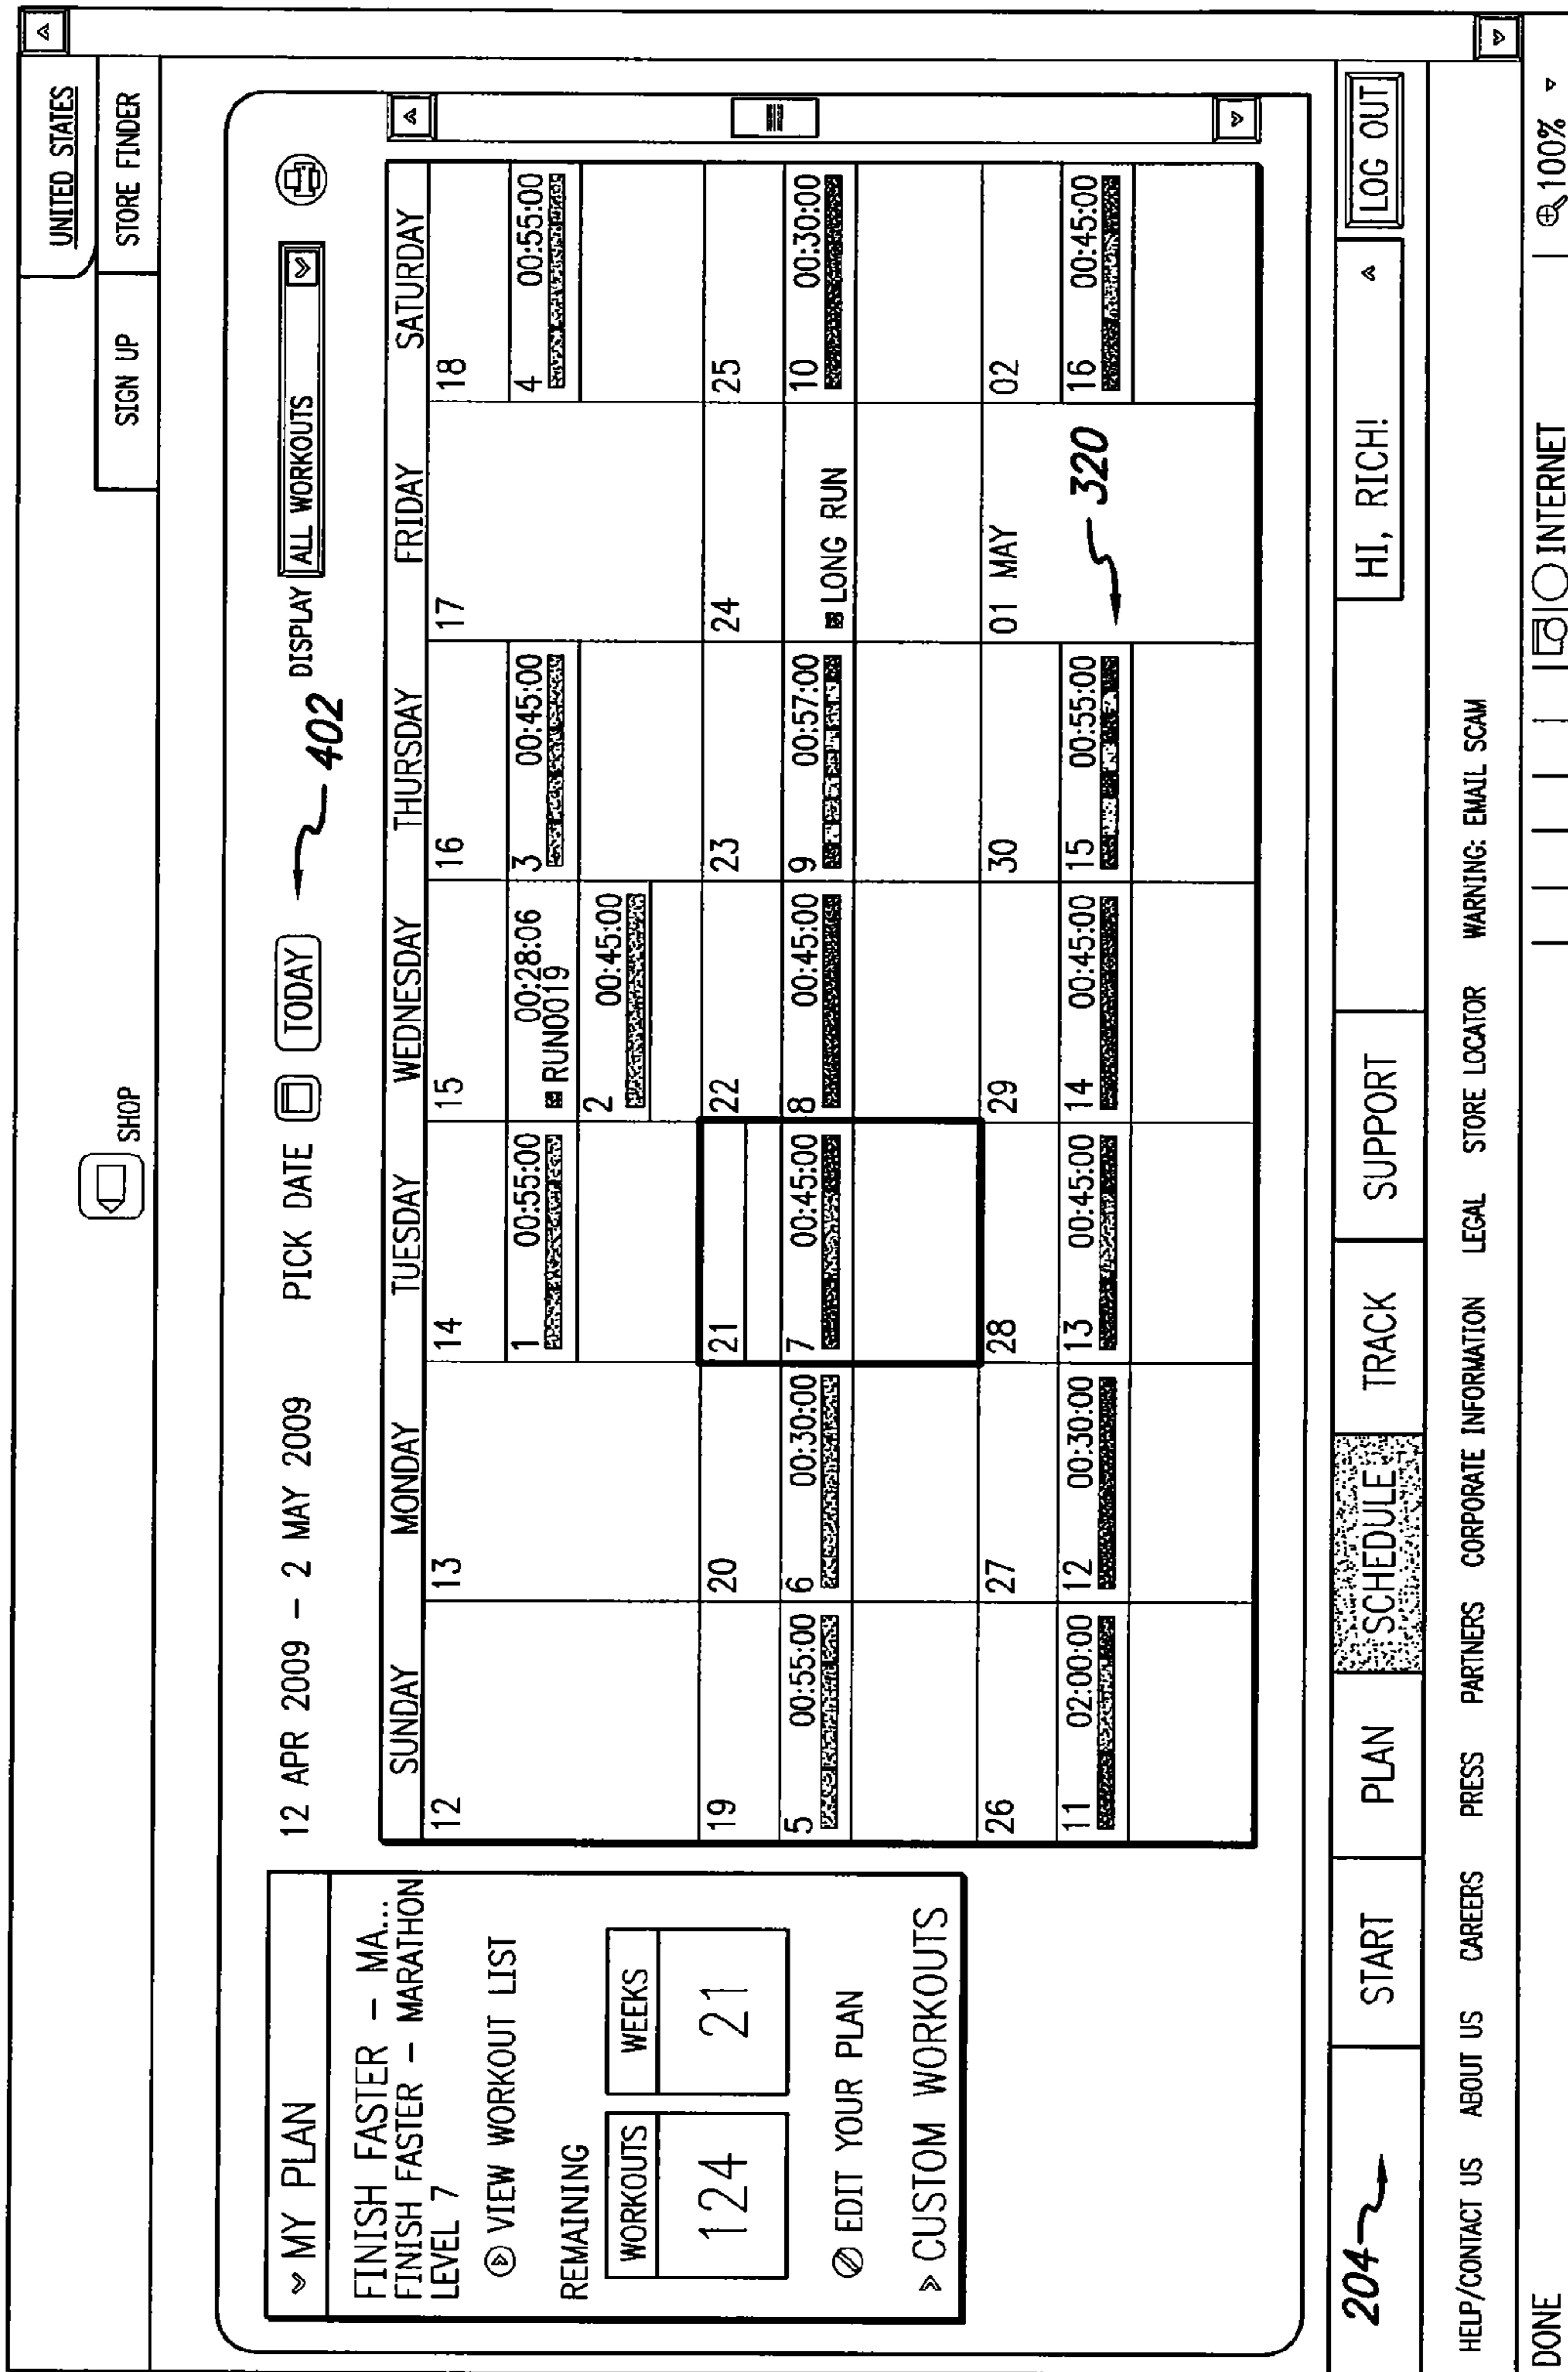 UNITED STATES
SHOP
SIGN UP STORE FINDER
MY PLAN
FINISH FASTER – MA...
FINISH FASTER – MARATHON
LEVEL 7
VIEW WORKOUT LIST
REMAINING
WORKOUTS WEEKS
124 21
EDIT YOUR PLAN
CUSTOM WORKOUTS
12 APR 2009 – 2 MAY 2009 PICK DATE TODAY 402 DISPLAY ALL WORKOUTS
SUNDAY MONDAY TUESDAY WEDNESDAY THURSDAY FRIDAY SATURDAY
12 13 14 15 16 17 18
1 00:55:00
1 00:28:06
RUN0019
2 00:45:00
3 00:45:00
4 00:55:00
19 20 21 22 23 24 25
5 00:55:00
6 00:30:00
7 00:45:00
8 00:45:00
9 00:57:00
LONG RUN
10 00:30:00
26 27 28 29 30 01 MAY 02
11 02:00:00
12 00:30:00
13 00:45:00
14 00:45:00
15 00:55:00
320
16 00:45:00
204 START PLAN SCHEDULE TRACK SUPPORT HI, RICH! LOG OUT
HELP/CONTACT US ABOUT US CAREERS PRESS PARTNERS CORPORATE INFORMATION LEGAL STORE LOCATOR WARNING: EMAIL SCAM
DONE INTERNET 100%